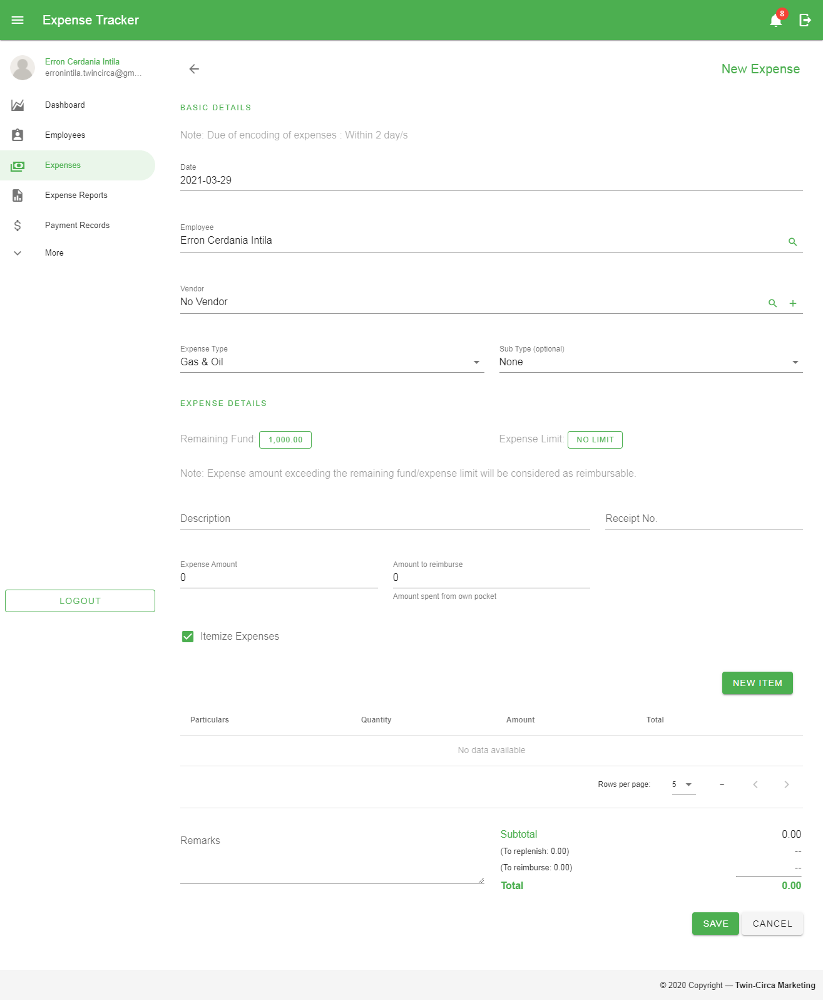 Expense Tracker
8
Erron Cerdania Intila
erronintila.twincirca@gm...
Dashboard
Employees
Expenses
Expense Reports
Payment Records
More
LOGOUT
New Expense
BASIC DETAILS
Note: Due of encoding of expenses : Within 2 day/s
Date
2021-03-29
Employee
Erron Cerdania Intila
Vendor
No Vendor
Expense Type
Gas & Oil
Sub Type (optional)
None
EXPENSE DETAILS
Remaining Fund: 1,000.00
Expense Limit: NO LIMIT
Note: Expense amount exceeding the remaining fund/expense limit will be considered as reimbursable.
Description
Receipt No.
Expense Amount
0
Amount to reimburse
0
Amount spent from own pocket
Itemize Expenses
NEW ITEM
Particulars Quantity Amount Total
No data available
Rows per page: 5 –
Remarks
Subtotal 0.00
(To replenish: 0.00) --
(To reimburse: 0.00) --
Total 0.00
SAVE CANCEL
© 2020 Copyright — Twin-Circa Marketing